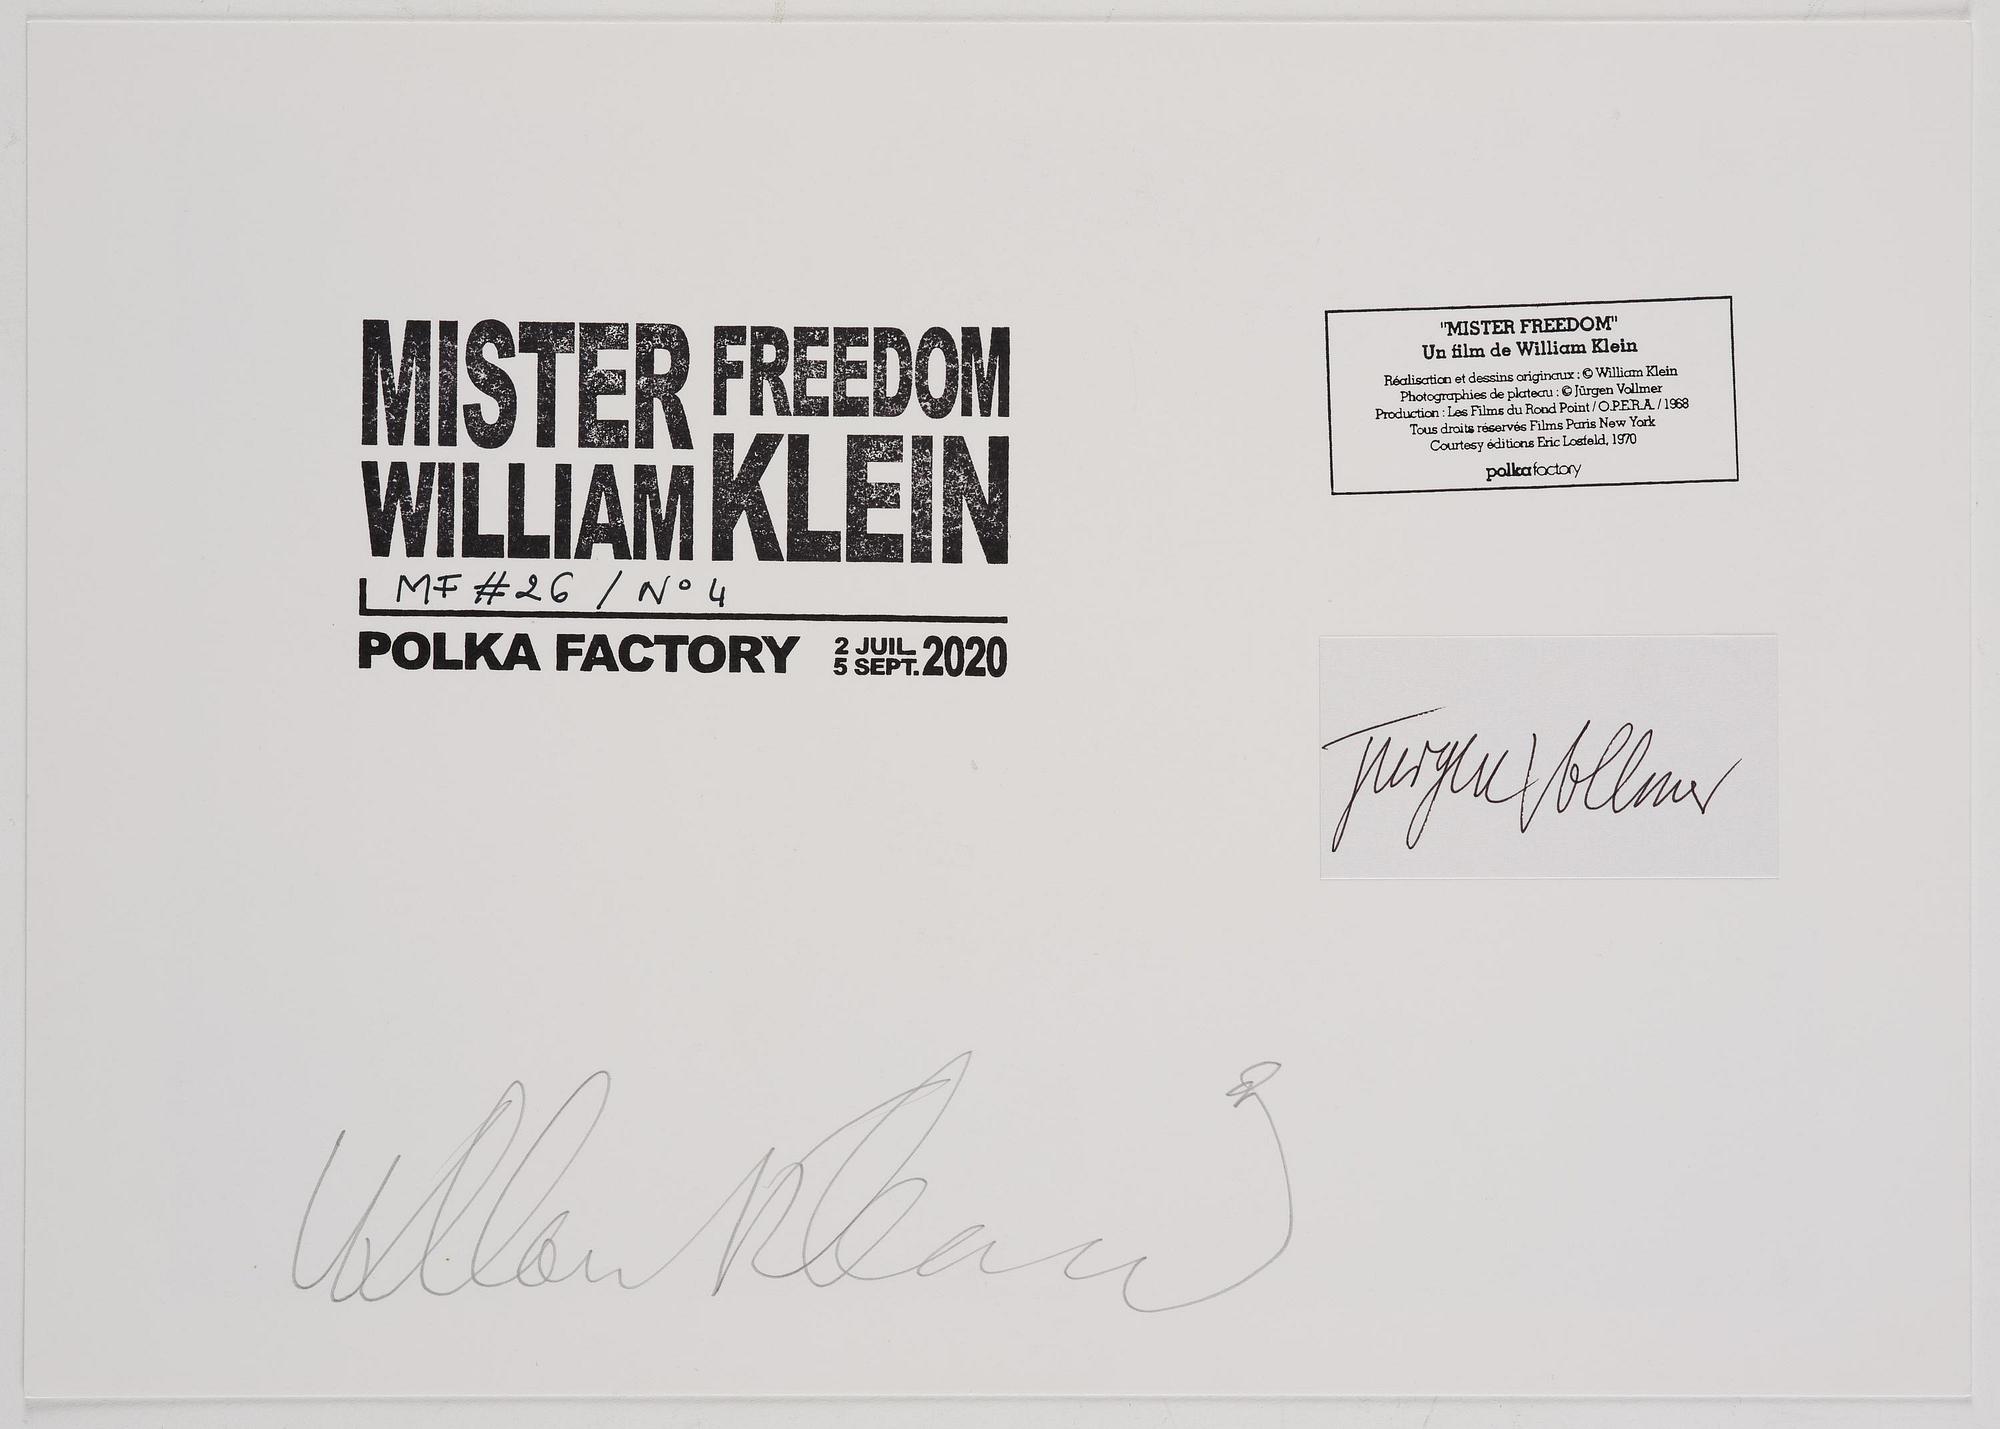 MISTER FREEDOM
WILLIAM KLEIN
MF #26 / N° 4
POLKA FACTORY 2 JUIL. 5 SEPT. 2020
"MISTER FREEDOM"
Un film de William Klein
Réalisation et dessins originaux : © William Klein
Photographies de plateau : © Jürgen Vollmer
Production : Les Films du Rond Point / O.P.E.R.A. / 1968
Tous droits réservés Films Paris New York
Courtesy éditions Eric Losfeld, 1970
polkafactory
Jürgen Vollmer
William Klein